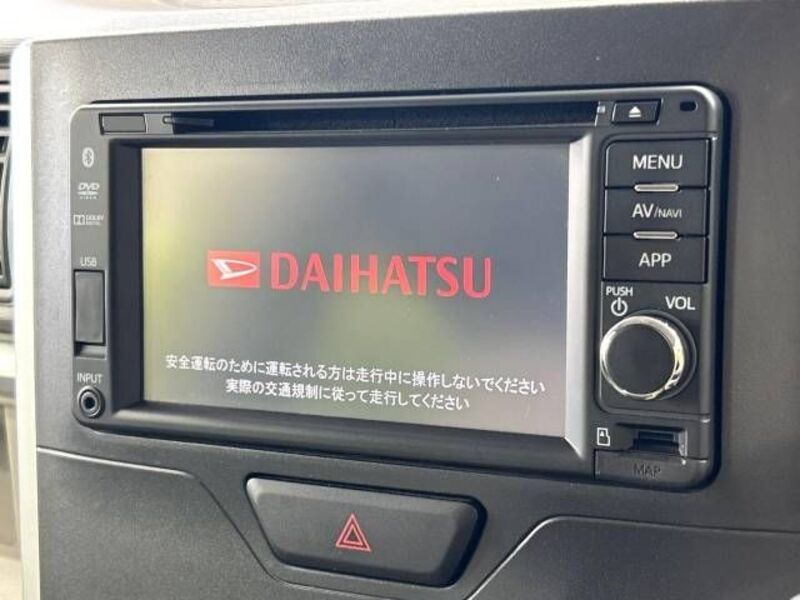 MENU
AV/NAVI
APP
PUSH
VOL
DVD
VIDEO
DOLBY
DIGITAL
USB
INPUT
DAIHATSU
安全運転のために運転される方は走行中に操作しないでください
実際の交通規制に従って走行してください
MAP